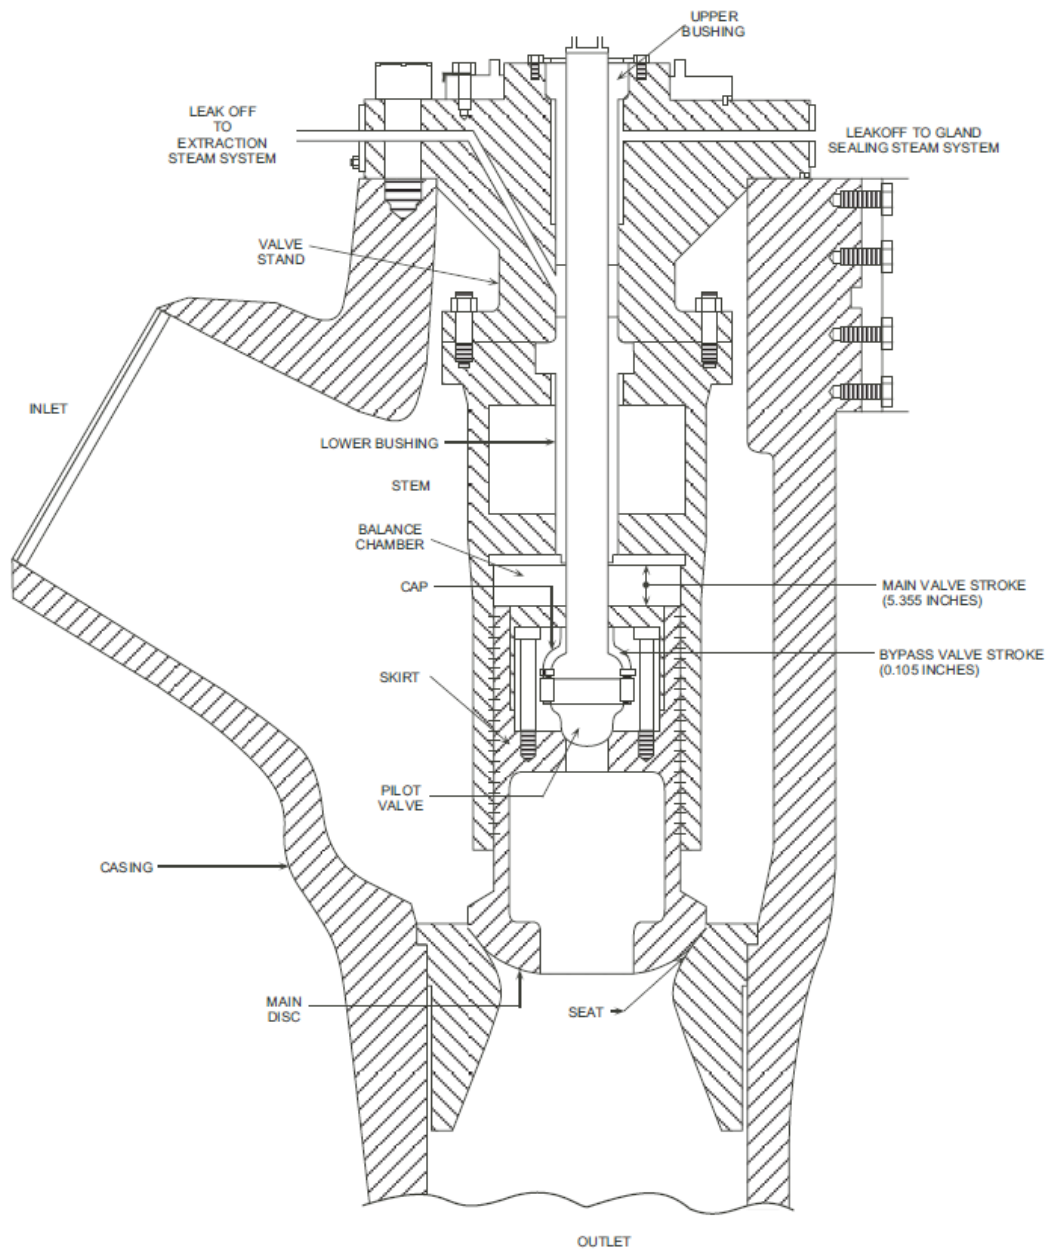 UPPER
BUSHING
LEAK OFF
TO
EXTRACTION
STEAM SYSTEM
LEAKOFF TO GLAND
SEALING STEAM SYSTEM
VALVE
STAND
INLET
LOWER BUSHING
STEM
BALANCE
CHAMBER
CAP
MAIN VALVE STROKE
(5.355 INCHES)
BYPASS VALVE STROKE
(0.105 INCHES)
SKIRT
PILOT
VALVE
CASING
MAIN
DISC
SEAT
OUTLET